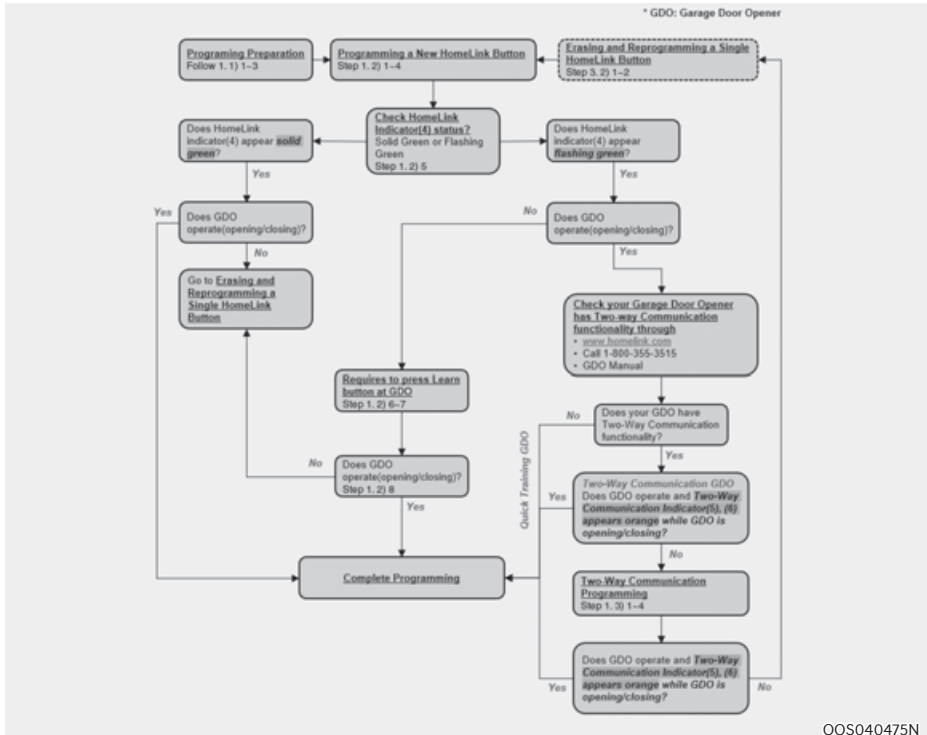 * GDO: Garage Door Opener
Programing Preparation
Follow 1. 1) 1~3
Programming a New HomeLink Button
Step 1. 2) 1~4
Erasing and Reprogramming a Single
HomeLink Button
Step 3. 2) 1~2
Does HomeLink
indicator(4) appear solid
green?
Check HomeLink
Indicator(4) status?
Solid Green or Flashing
Green
Step 1. 2) 5
Does HomeLink
indicator(4) appear
flashing green?
Yes
Yes
Yes
Does GDO
operate(opening/closing)?
No
Does GDO
operate(opening/closing)?
No
Yes
Go to Erasing and
Reprogramming a
Single HomeLink
Button
Check your Garage Door Opener
has Two-way Communication
functionality through
• www.homelink.com
• Call 1-800-355-3515
• GDO Manual
Requires to press Learn
button at GDO
Step 1. 2) 6~7
No
Does your GDO have
Two-Way Communication
functionality?
Quick Training GDO
Yes
No
Does GDO
operate(opening/closing)?
Step 1. 2) 8
Yes
Yes
Two-Way Communication GDO
Does GDO operate and Two-Way
Communication Indicator(5), (6)
appears orange while GDO is
opening/closing?
No
Complete Programming
Two-Way Communication
Programming
Step 1. 3) 1~4
Does GDO operate and Two-Way
Communication Indicator(5), (6)
appears orange while GDO is
opening/closing?
Yes
No
OOS040475N